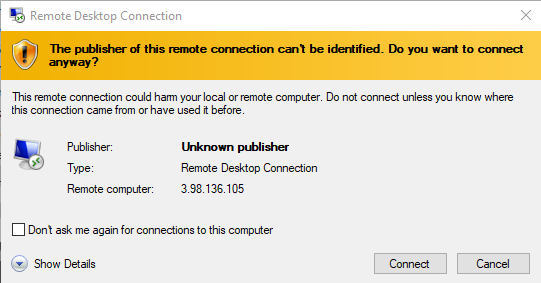 Remote Desktop Connection
The publisher of this remote connection can't be identified. Do you want to connect
anyway?
This remote connection could harm your local or remote computer. Do not connect unless you know where
this connection came from or have used it before.
Publisher: Unknown publisher
Type: Remote Desktop Connection
Remote computer: 3.98.136.105
Don't ask me again for connections to this computer
Show Details Connect Cancel